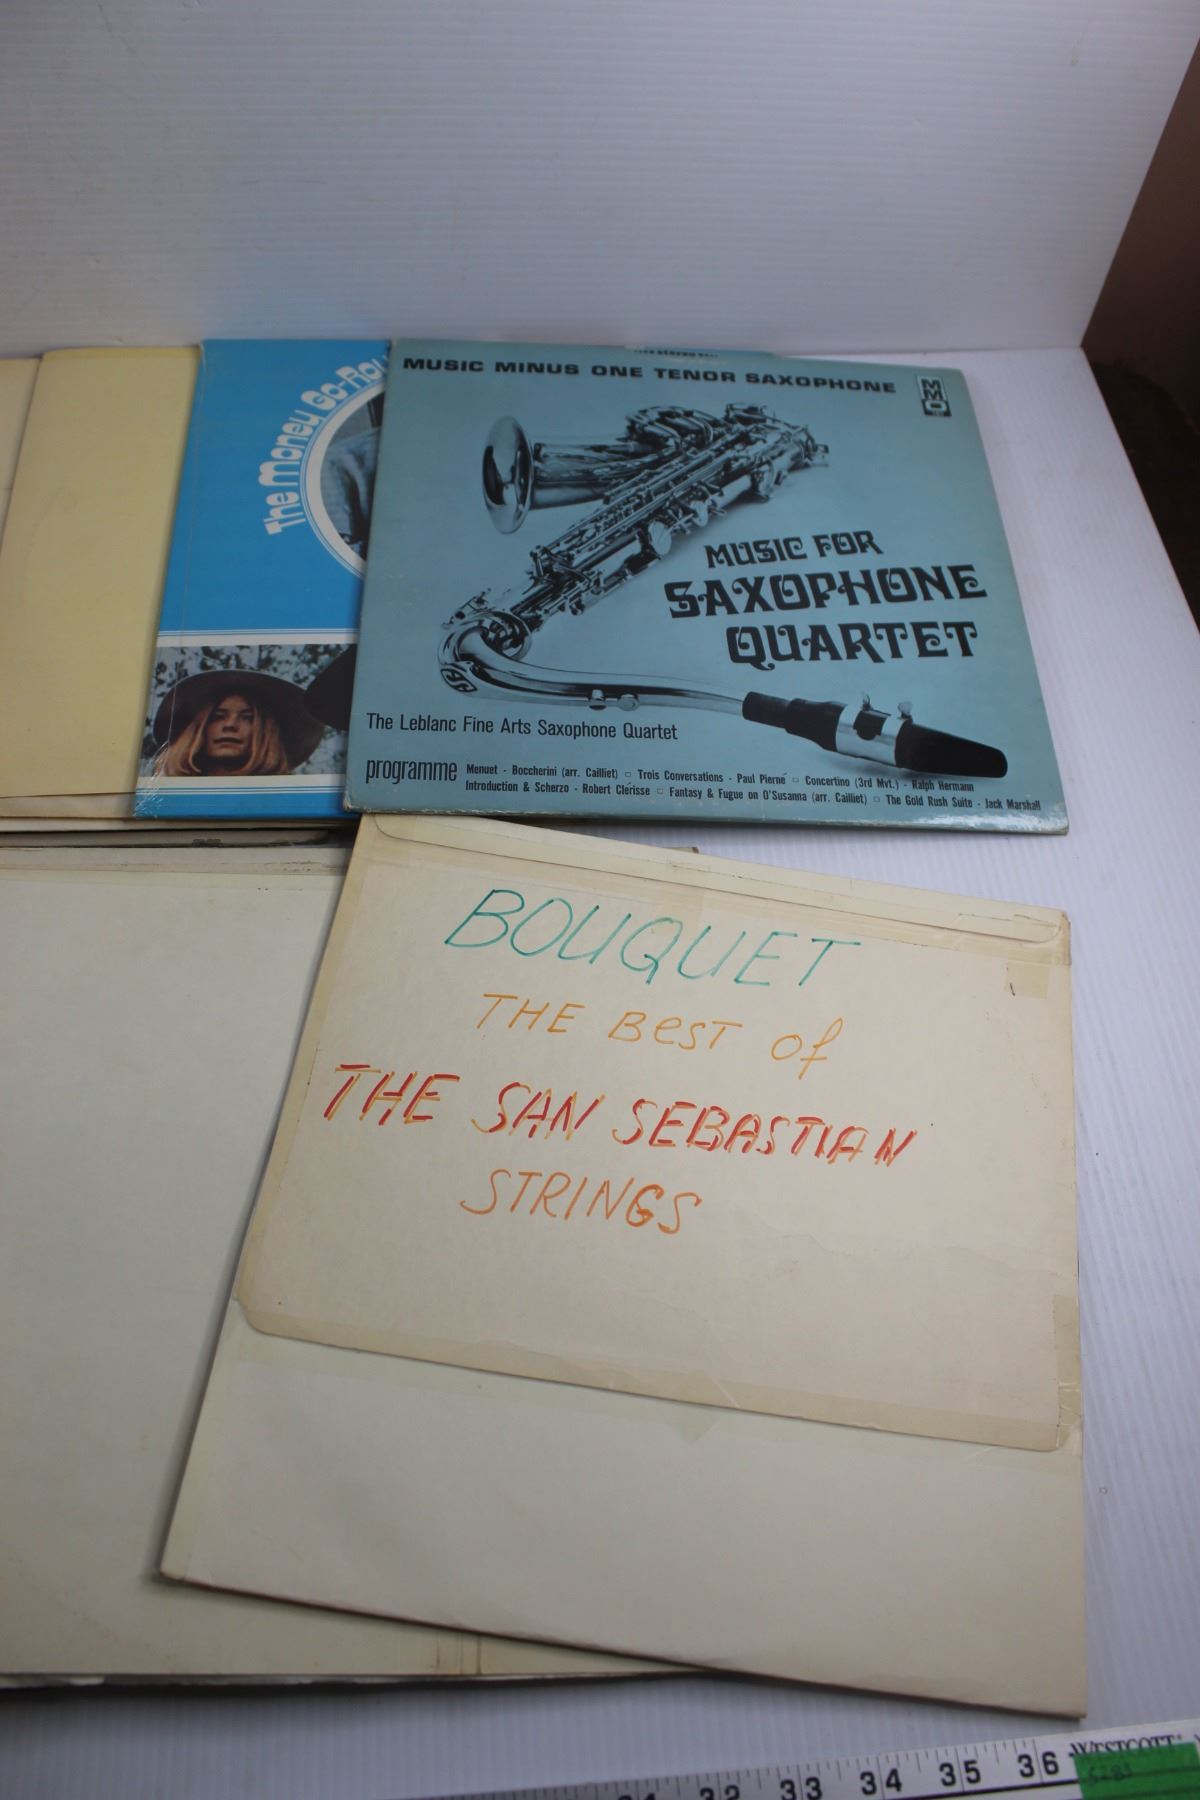 MUSIC MINUS ONE TENOR SAXOPHONE
MMO
The Money Go-Rou
MUSIC FOR
SAXOPHONE
QUARTET
The Leblanc Fine Arts Saxophone Quartet
programme
Menuet - Boccherini (arr. Cailliet) □ Trois Conversations - Paul Pierné □ Concertino (3rd Mvt.) - Ralph Hermann
Introduction & Scherzo - Robert Clerisse □ Fantasy & Fugue on O'Susanna (arr. Cailliet) □ The Gold Rush Suite - Jack Marshall
BOUQUET
THE BesT of
THE SAN SEBASTIAN
STRINGS
32 33 34 35 36 WESTCOTT